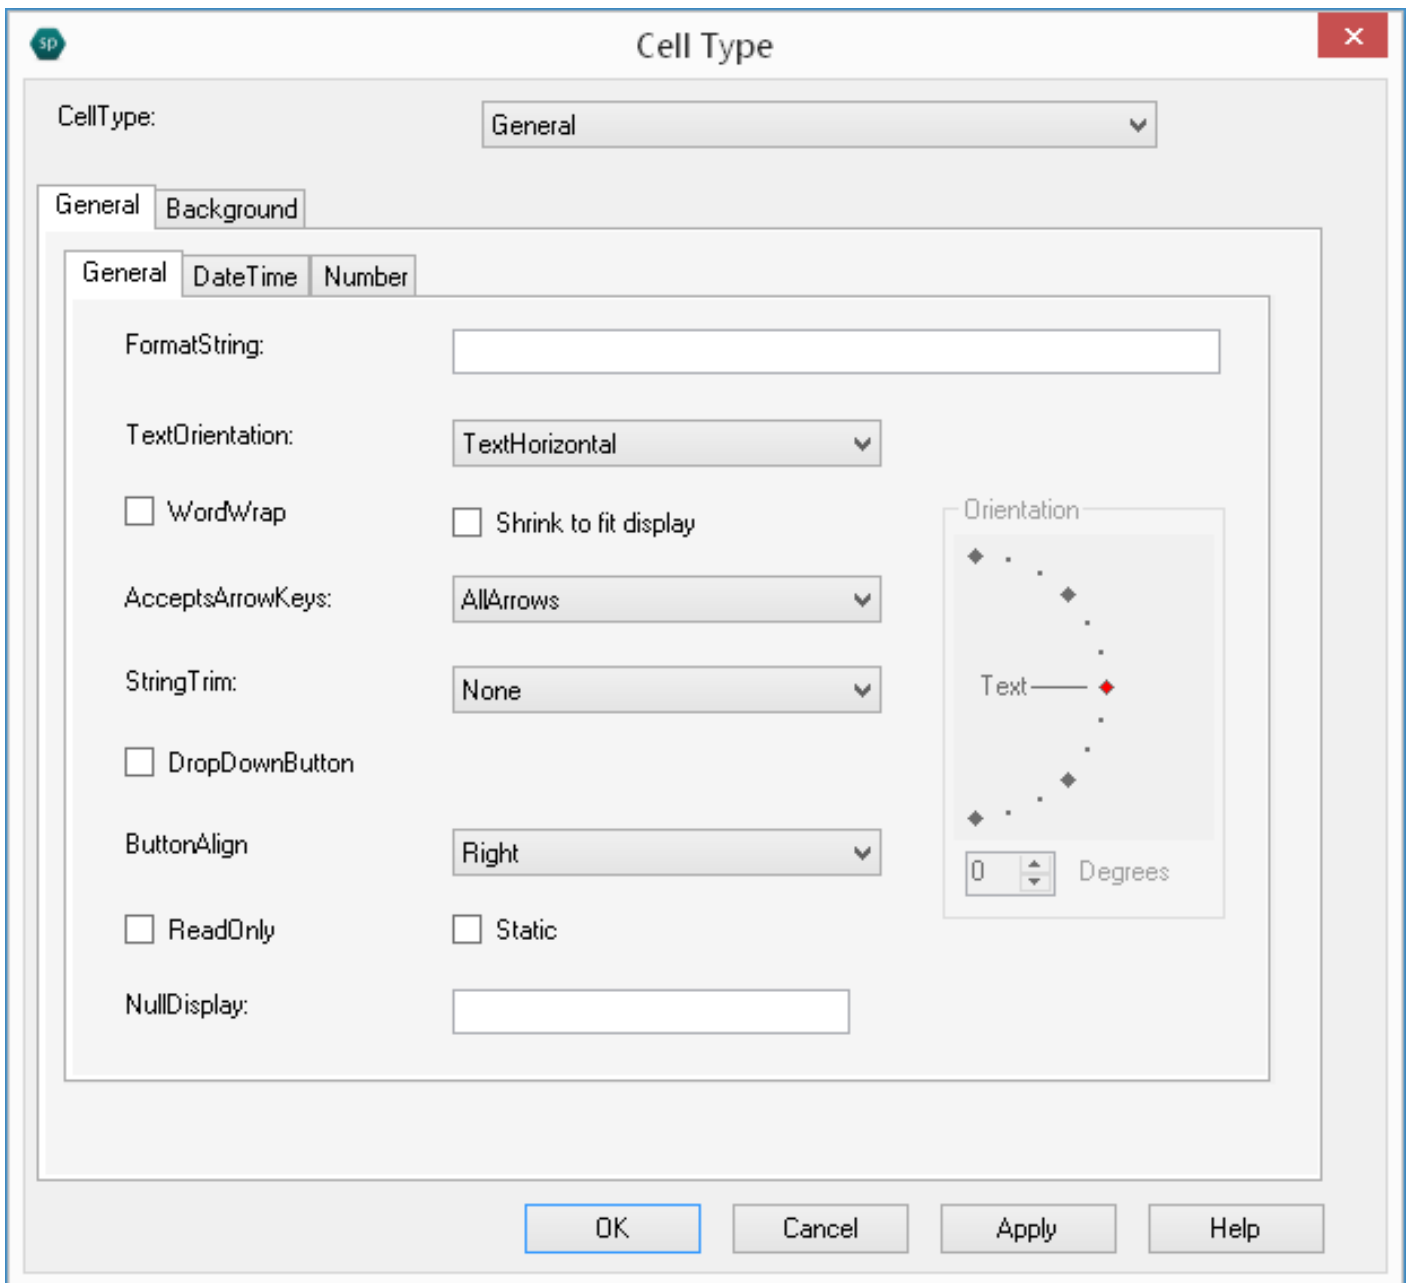 sp
Cell Type
CellType:
General
General
Background
General
DateTime
Number
FormatString:
TextOrientation:
TextHorizontal
WordWrap
Shrink to fit display
Orientation
AcceptsArrowKeys:
AllArrows
StringTrim:
None
Text
DropDownButton
ButtonAlign
Right
0
Degrees
ReadOnly
Static
NullDisplay:
OK
Cancel
Apply
Help